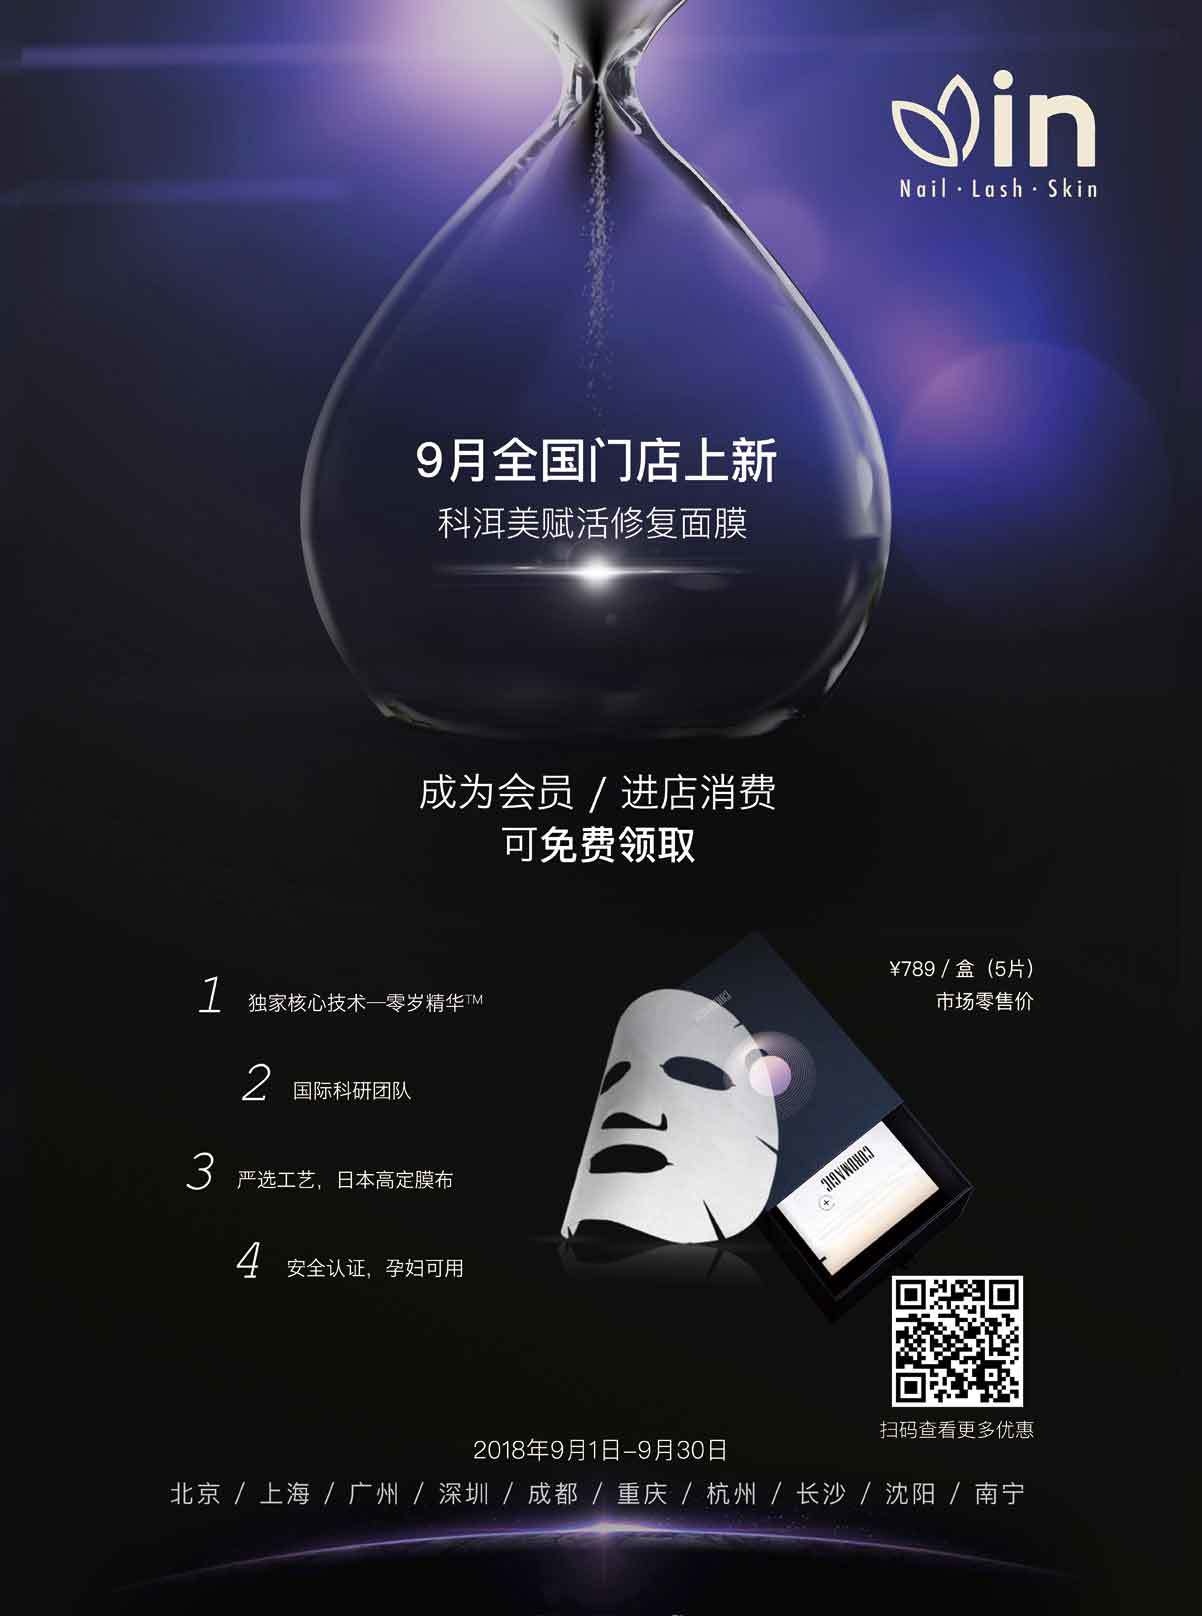 in
Nail · Lash · Skin
9月全国门店上新
科洱美赋活修复面膜
成为会员 / 进店消费
可免费领取
¥789 / 盒（5片）
市场零售价
1 独家核心技术—零岁精华™
2 国际科研团队
3 严选工艺，日本高定膜布
4 安全认证，孕妇可用
COROMAGIC
扫码查看更多优惠
2018年9月1日-9月30日
北京 / 上海 / 广州 / 深圳 / 成都 / 重庆 / 杭州 / 长沙 / 沈阳 / 南宁